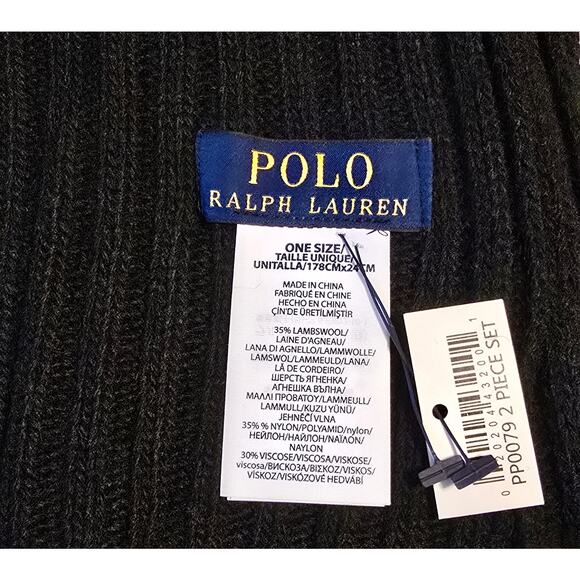 POLO
RALPH LAUREN
ONE SIZE/
TAILLE UNIQUE/
UNITALLA/178CMx24CM
MADE IN CHINA
FABRIQUÉ EN CHINE
HECHO EN CHINA
ÇİN'DE ÜRETİLMİŞTİR
35% LAMBSWOOL/
LAINE D'AGNEAU/
LANA DI AGNELLO/LAMMWOLLE/
LAMSWOL/LAMMEULD/LANA/
LÃ DE CORDEIRO/
ШЕРСТЬ ЯГНЕНКА/
АГНЕШКА ВЪЛНА/
ΜΑΛΛΙ ΠΡΟΒΑΤΟΥ/LAMMEULL/
LAMMULL/KUZU YÜNÜ/
JEHNĚČÍ VLNA
35% % NYLON/POLYAMID/nylon/
НЕЙЛОН/НАЙЛОН/ΝΑΪΛΟΝ/
NAYLON
30% VISCOSE/VISCOSA/VISKOSE/
viscosa/ВИСКОЗА/ΒΙΣΚΟΖ/VISKOS/
VİSKOZ/VISKÓZOVÉ HEDVÁBÍ
PP0079 2 PIECE SET